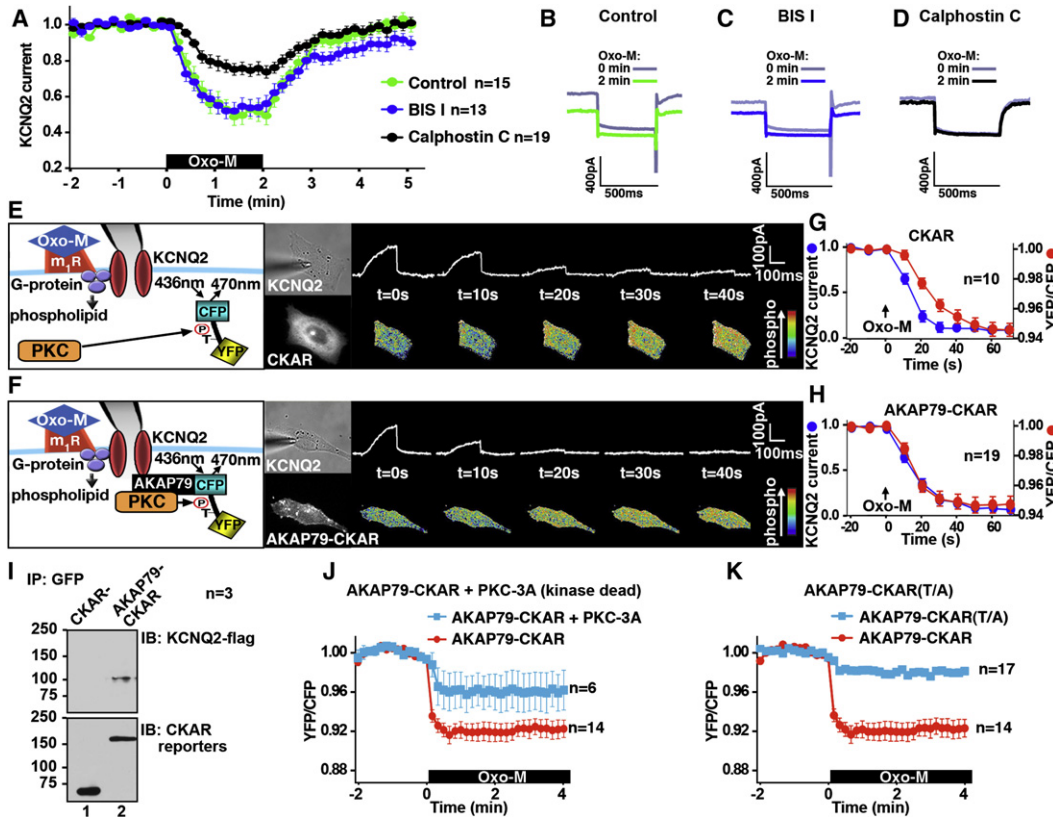 A
KCNQ2 current
1.0
0.8
0.6
0.4
0.2
Control n=15
BIS I n=13
Calphostin C n=19
Oxo-M
-2 -1 0 1 2 3 4 5
Time (min)
B Control
Oxo-M:
0 min
2 min
400pA
500ms
C BIS I
Oxo-M:
0 min
2 min
400pA
500ms
D Calphostin C
Oxo-M:
0 min
2 min
400pA
500ms
E
Oxo-M
m1R
KCNQ2
G-protein
436nm 470nm
phospholipid
CFP
P
T
PKC
YFP
KCNQ2
CKAR
100pA
100ms
t=0s t=10s t=20s t=30s t=40s
phospho
G CKAR
KCNQ2 current
1.0
0.5
0
n=10
Oxo-M
1.00
0.98
0.96
0.94
YFP/CFP
-20 0 20 40 60
Time (s)
F
Oxo-M
m1R
KCNQ2
G-protein
436nm 470nm
AKAP79 CFP
phospholipid
PKC
P
T
YFP
KCNQ2
AKAP79-CKAR
100pA
100ms
t=0s t=10s t=20s t=30s t=40s
phospho
H AKAP79-CKAR
KCNQ2 current
1.0
0.5
0
n=19
Oxo-M
1.00
0.98
0.96
0.94
YFP/CFP
-20 0 20 40 60
Time (s)
I
IP: GFP
CKAR-
AKAP79-
CKAR
n=3
250
150
100
75
IB: KCNQ2-flag
250
150
100
75
IB: CKAR
reporters
1 2
J
AKAP79-CKAR + PKC-3A (kinase dead)
AKAP79-CKAR + PKC-3A
AKAP79-CKAR
YFP/CFP
1.00
0.96
0.92
0.88
n=6
n=14
Oxo-M
-2 0 2 4
Time (min)
K
AKAP79-CKAR(T/A)
AKAP79-CKAR(T/A)
AKAP79-CKAR
YFP/CFP
1.00
0.96
0.92
0.88
n=17
n=14
Oxo-M
-2 0 2 4
Time (min)